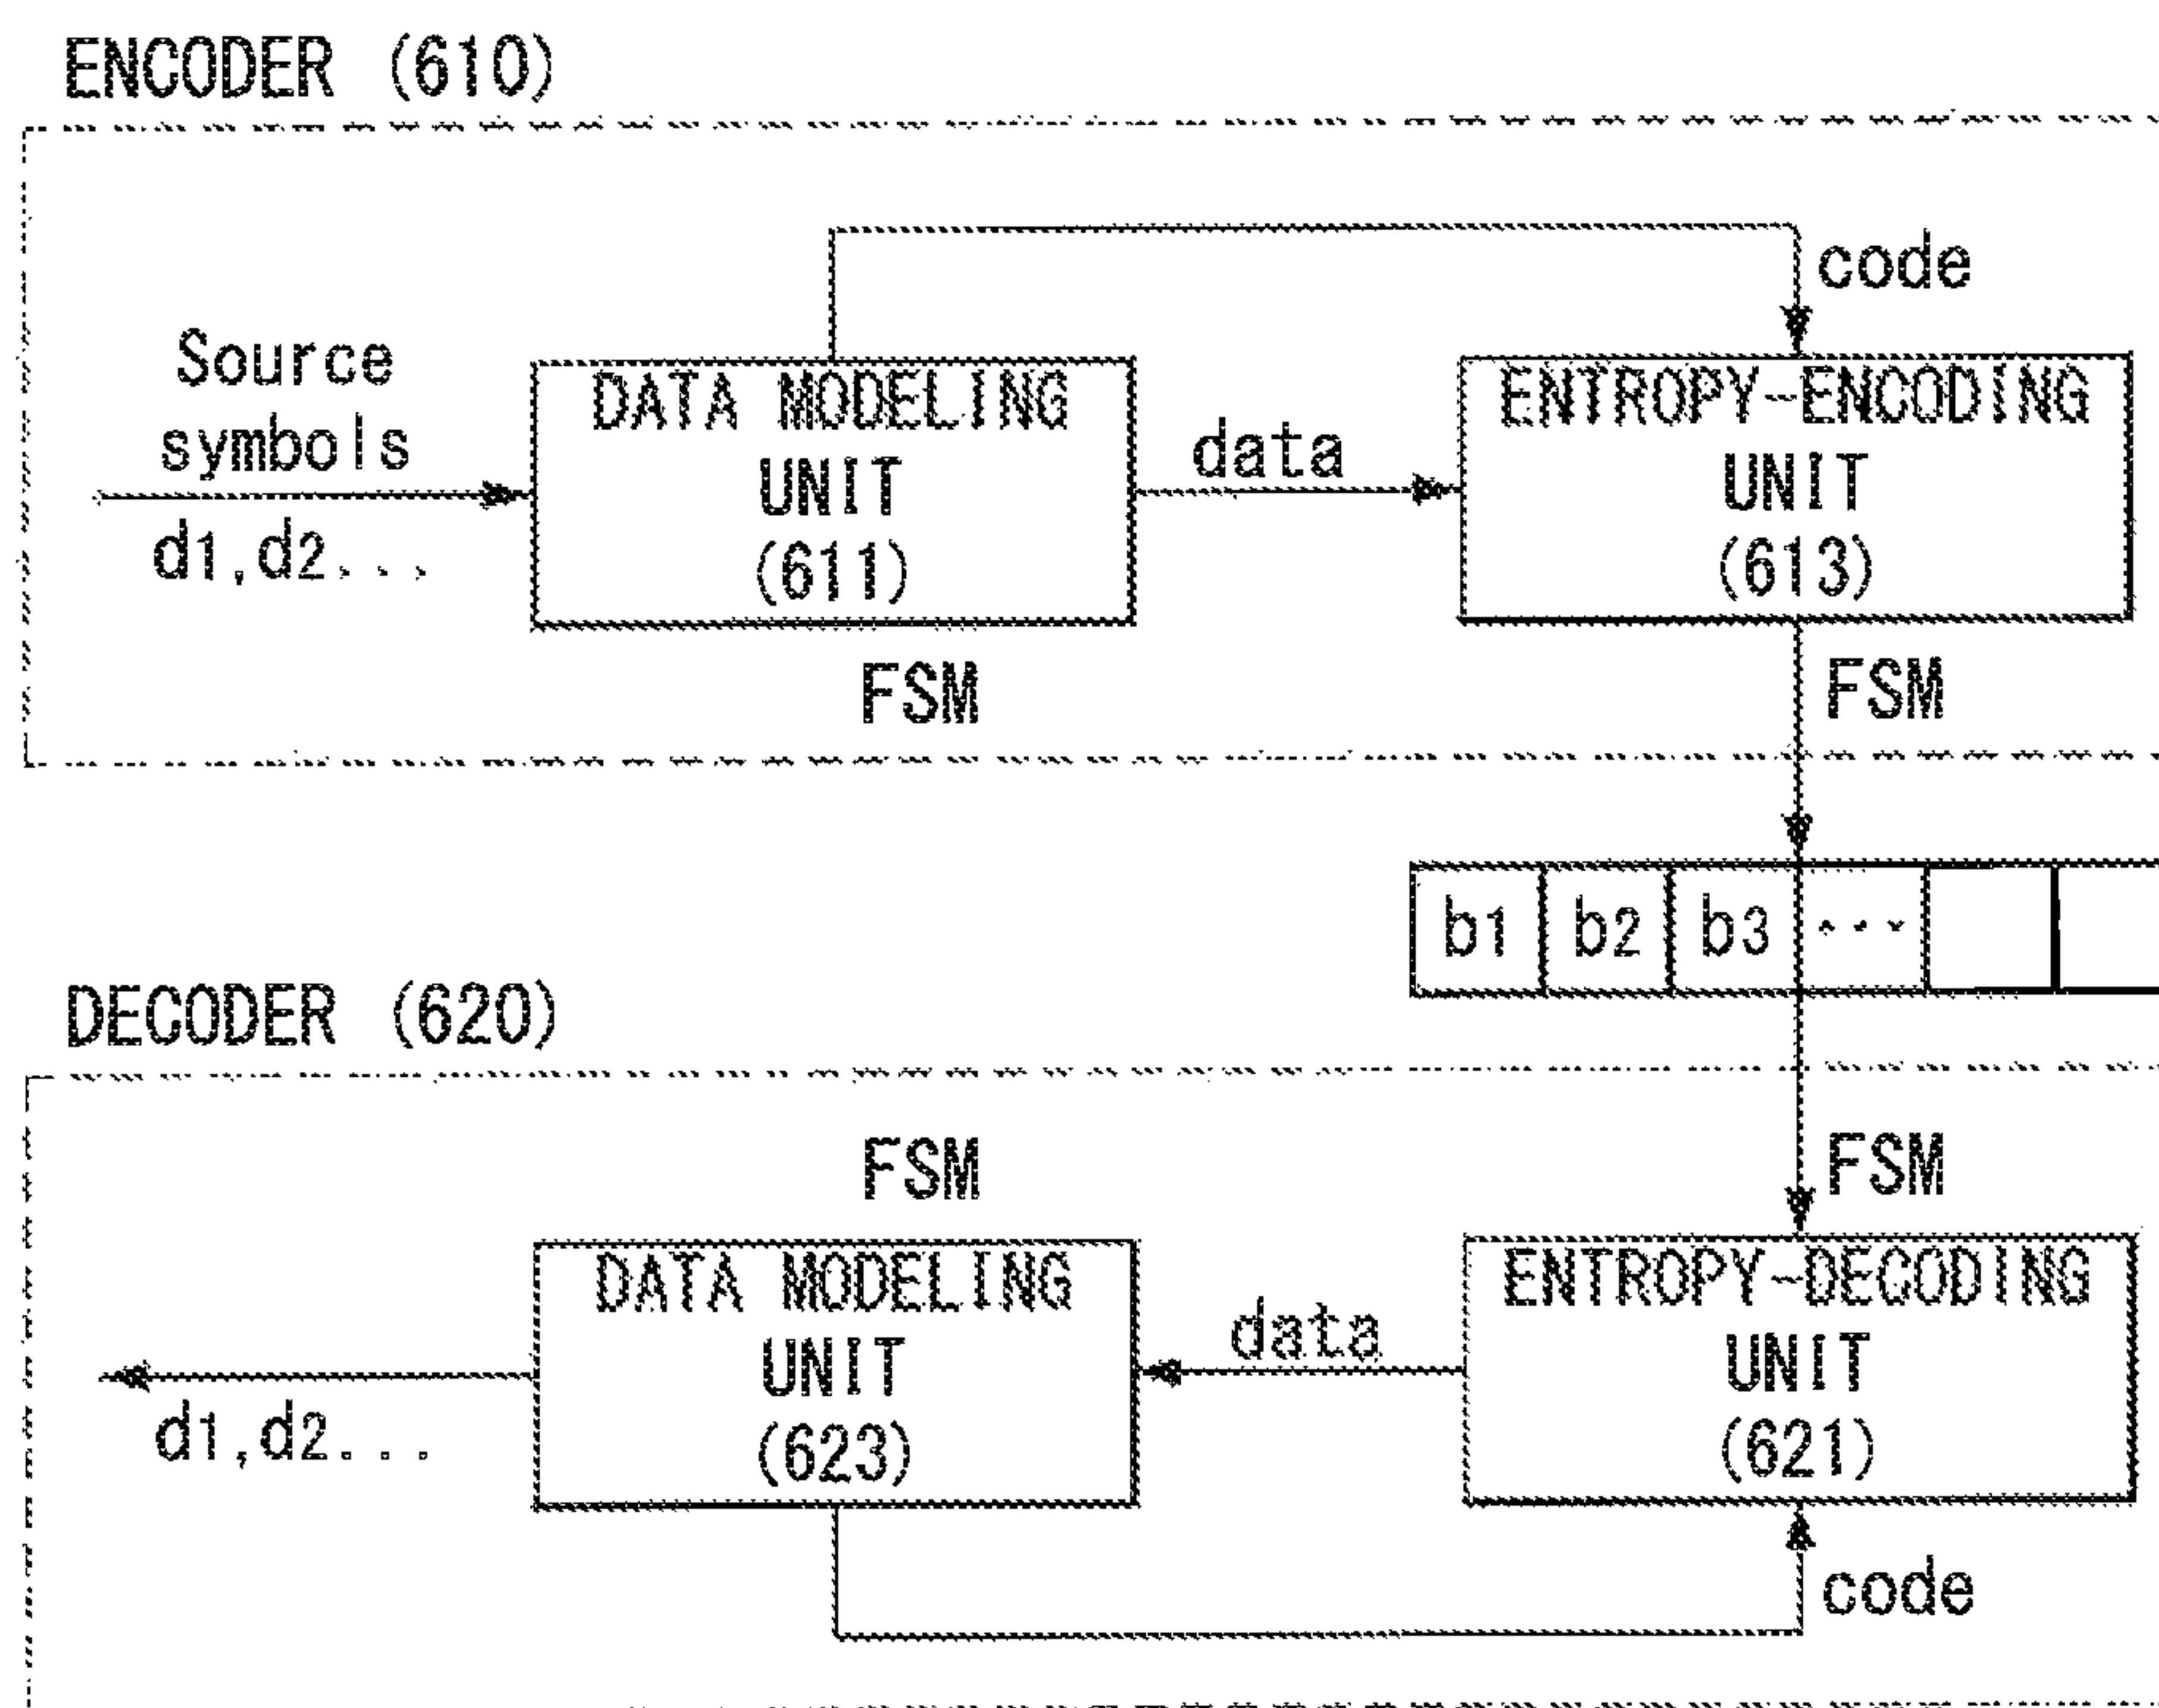 ENCODER (610)
code
Source
symbols
d1,d2...
DATA MODELING
UNIT
(611)
data
ENTROPY-ENCODING
UNIT
(613)
FSM
FSM
b1 b2 b3 ...
DECODER (620)
FSM
FSM
DATA MODELING
UNIT
(623)
data
ENTROPY-DECODING
UNIT
(621)
d1,d2...
code